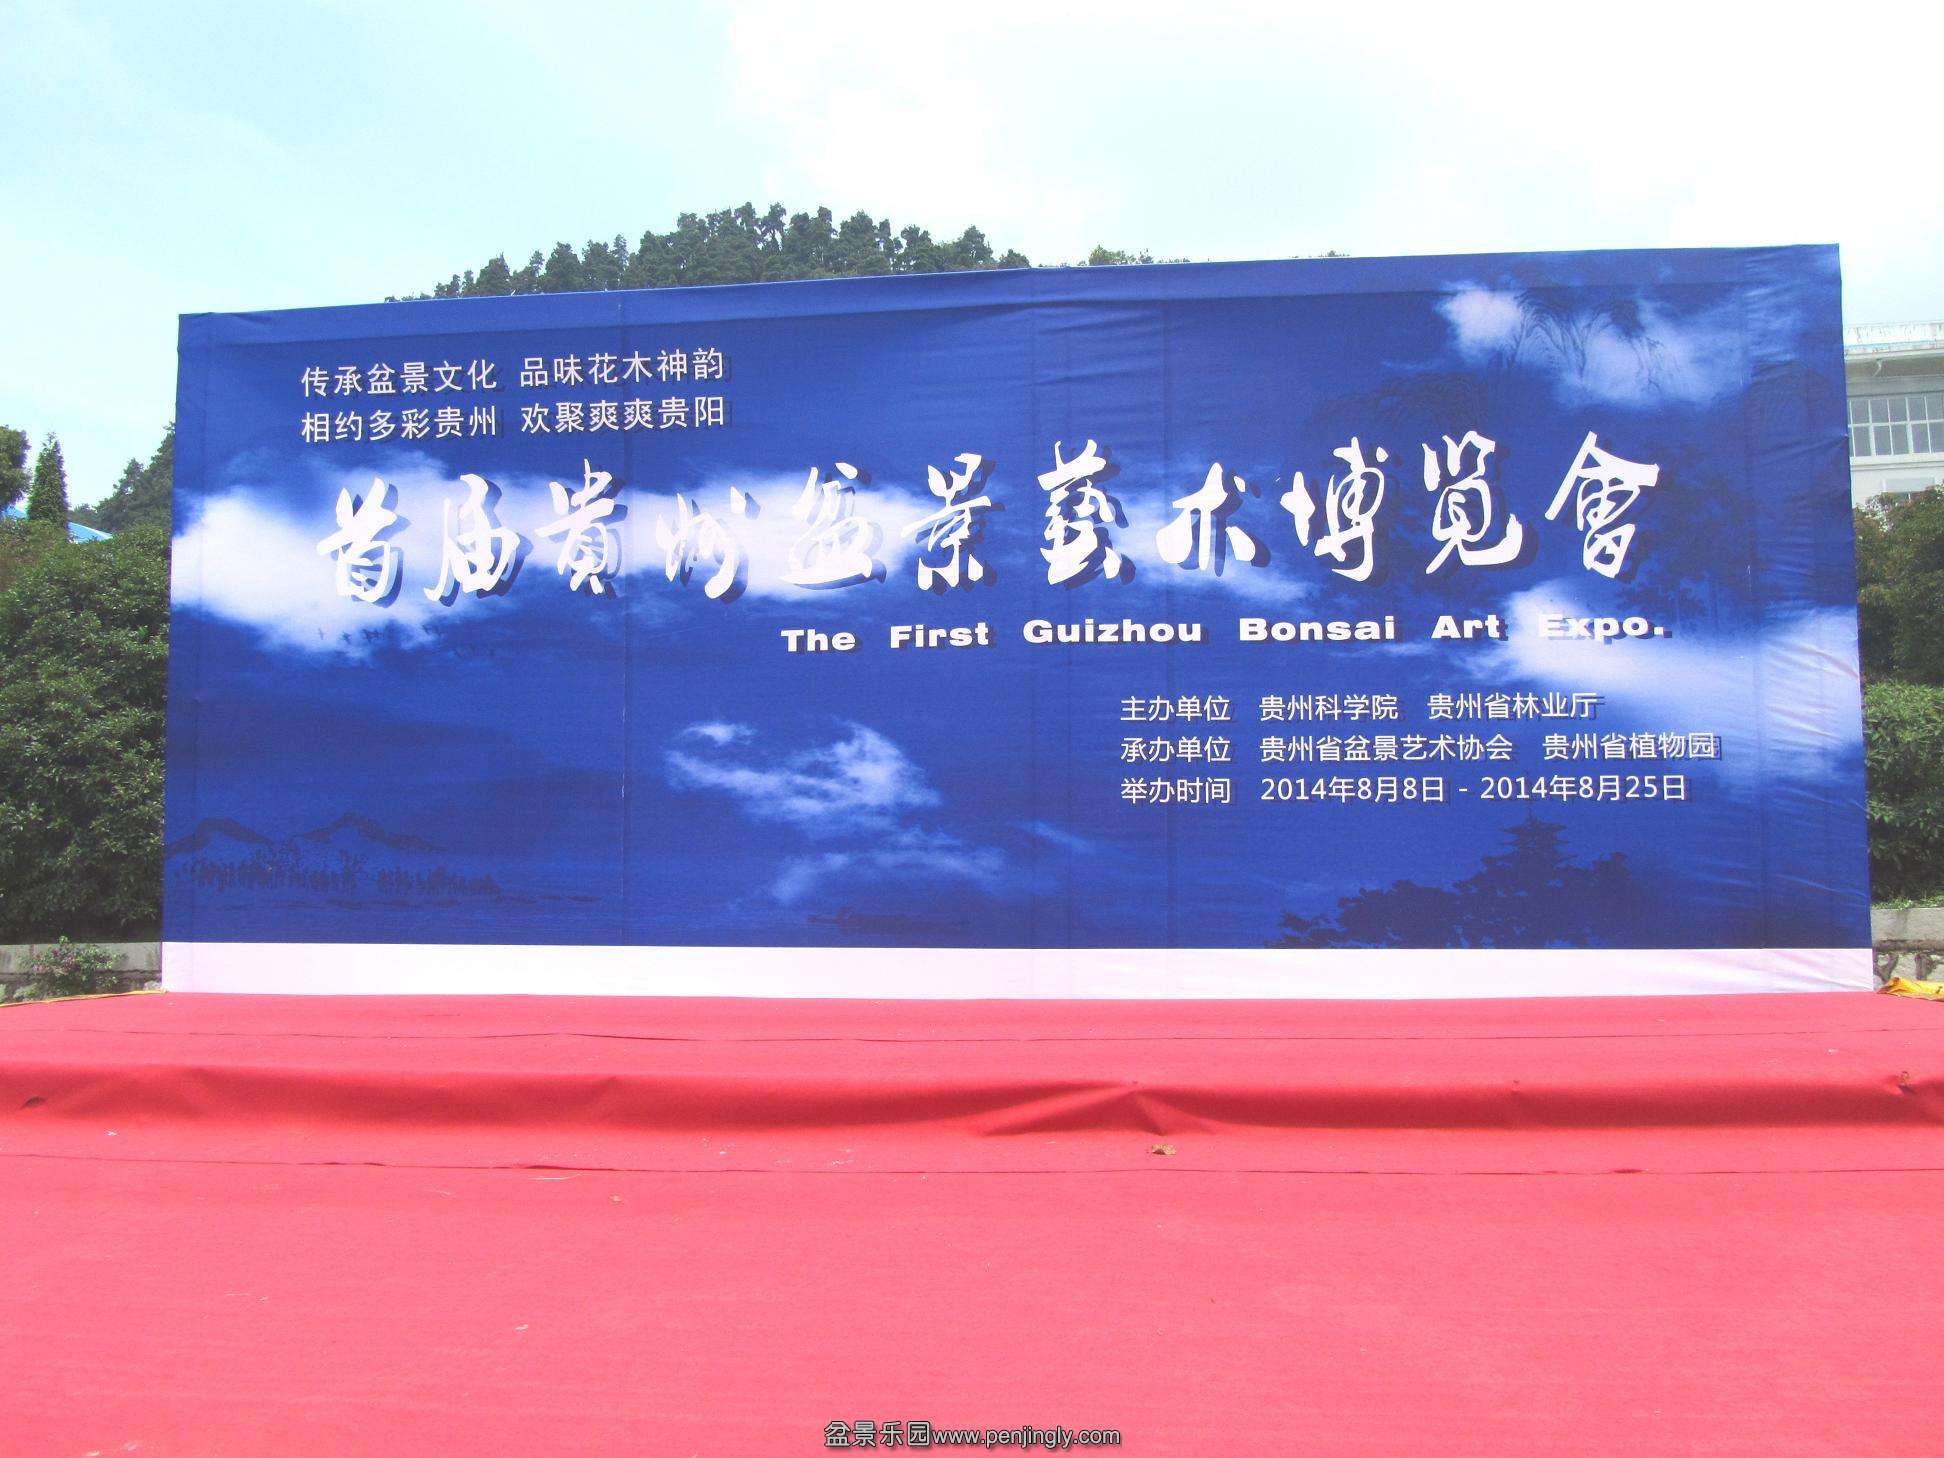 传承盆景文化 品味花木神韵
相约多彩贵州 欢聚爽爽贵阳
首届貴州盆景藝术博览會
The First Guizhou Bonsai Art Expo.
主办单位 贵州科学院 贵州省林业厅
承办单位 贵州省盆景艺术协会 贵州省植物园
举办时间 2014年8月8日 - 2014年8月25日
盆景乐园www.penjingly.com